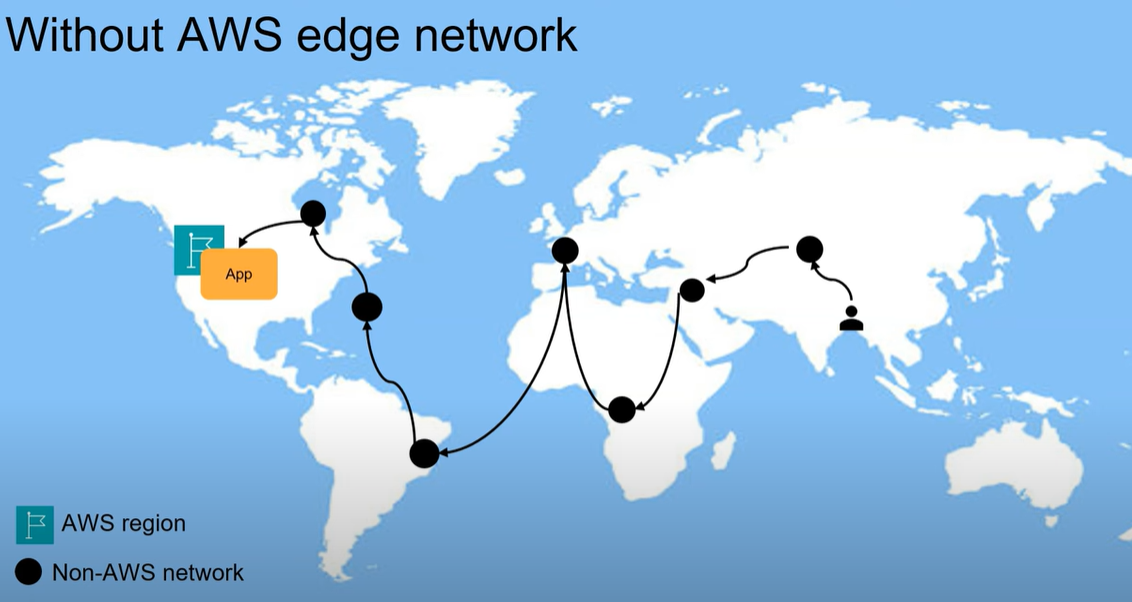 Without AWS edge network
App
AWS region
Non-AWS network